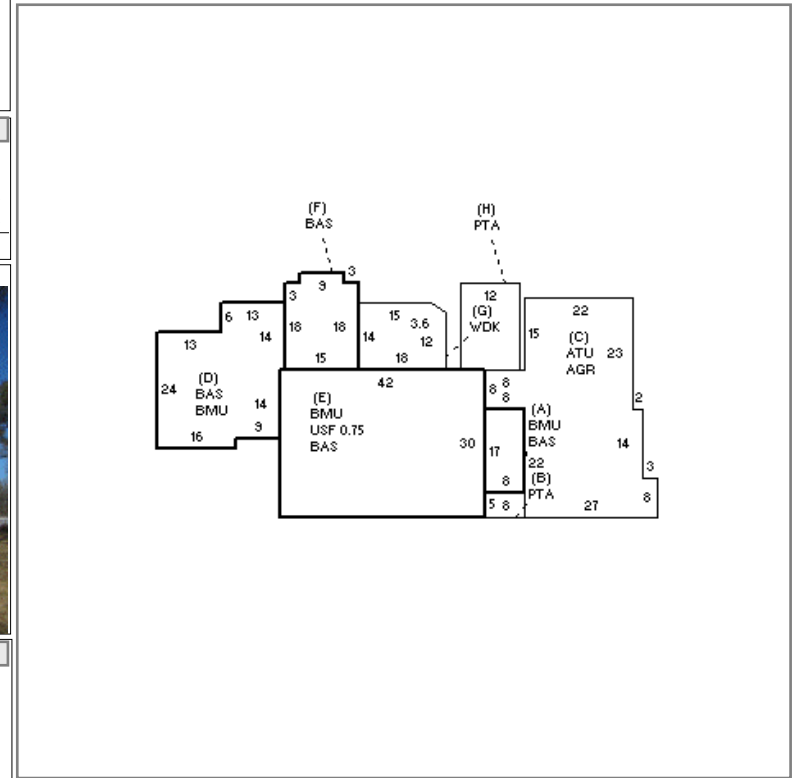 (F)
BAS
(H)
PTA
3
9
3
12
(G)
WDK
6 13
18 18
15
3.6
22
15
(C)
ATU 23
AGR
13
14
14
12
15
18
42
(D)
BAS
BMU
24
14
9
16
(E)
BMU
USF 0.75
BAS
30
8
8
8
(A)
BMU
BAS
17
22
8
(B)
PTA
5 8
2
14
3
8
27